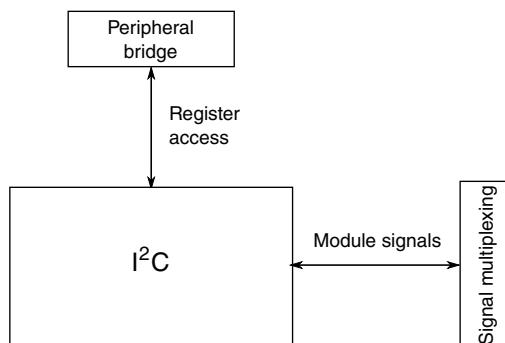 Peripheral
bridge
Register
access
I²C
Module signals
Signal multiplexing